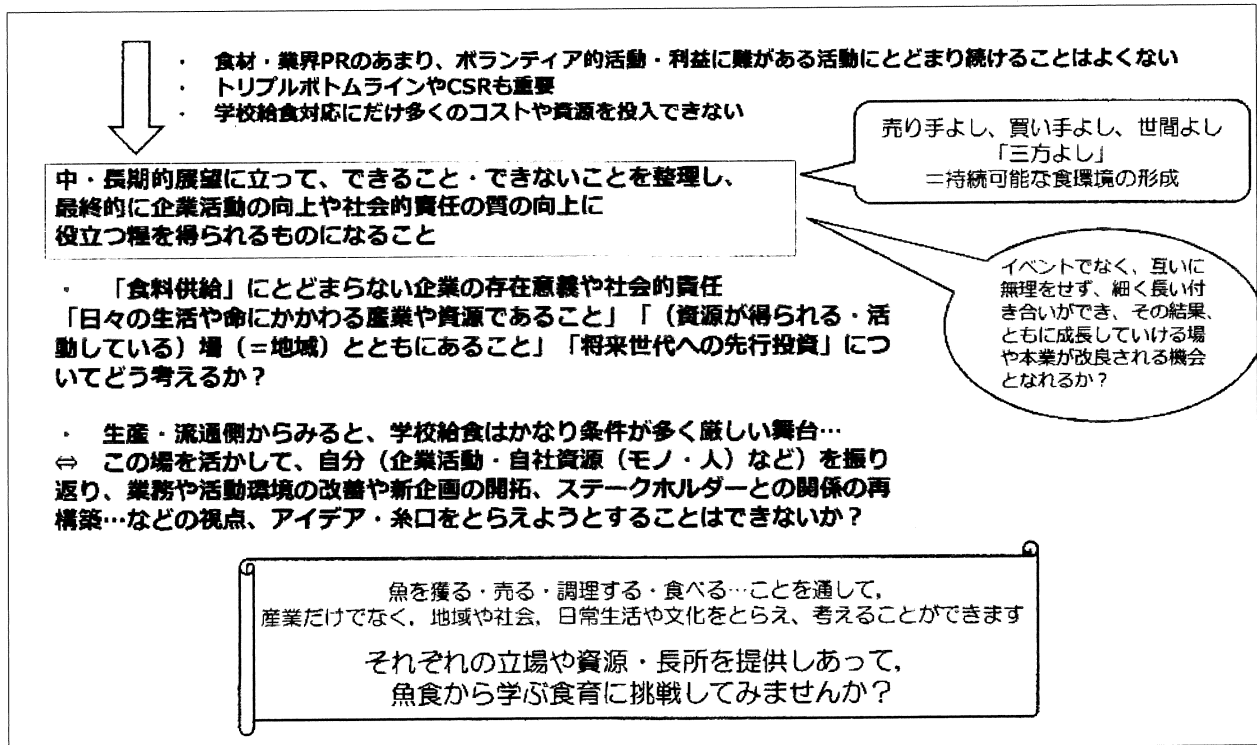 ・ 食材・業界PRのあまり、ボランティア的活動・利益に難がある活動にとどまり続けることはよくない
・ トリプルボトムラインやCSRも重要
・ 学校給食対応にだけ多くのコストや資源を投入できない
売り手よし、買い手よし、世間よし
「三方よし」
＝持続可能な食環境の形成
中・長期的展望に立って、できること・できないことを整理し、
最終的に企業活動の向上や社会的責任の質の向上に
役立つ糧を得られるものになること
イベントでなく、互いに
無理をせず、細く長い付
き合いができ、その結果、
ともに成長していける場
や本業が改良される機会
となれるか？
・ 「食料供給」にとどまらない企業の存在意義や社会的責任
「日々の生活や命にかかわる産業や資源であること」「（資源が得られる・活
動している）場（＝地域）とともにあること」「将来世代への先行投資」につ
いてどう考えるか？
・ 生産・流通側からみると、学校給食はかなり条件が多く厳しい舞台…
⇔ この場を活かして、自分（企業活動・自社資源（モノ・人）など）を振り
返り、業務や活動環境の改善や新企画の開拓、ステークホルダーとの関係の再
構築…などの視点、アイデア・糸口をとらえようとすることはできないか？
魚を獲る・売る・調理する・食べる…ことを通して，
産業だけでなく，地域や社会，日常生活や文化をとらえ、考えることができます
それぞれの立場や資源・長所を提供しあって，
魚食から学ぶ食育に挑戦してみませんか？